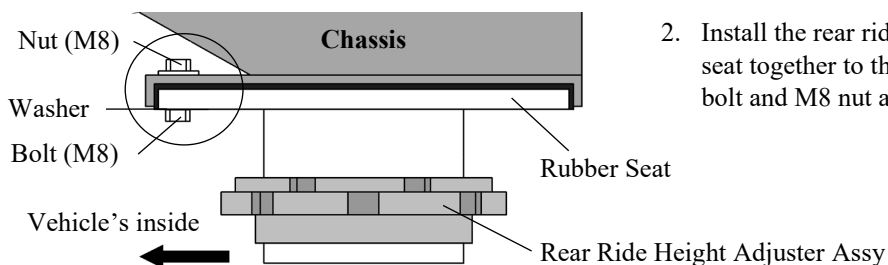 Nut (M8)
Chassis
Washer
Bolt (M8)
Rubber Seat
Vehicle's inside
Rear Ride Height Adjuster Assy
2. Install the rear rid
seat together to th
bolt and M8 nut a